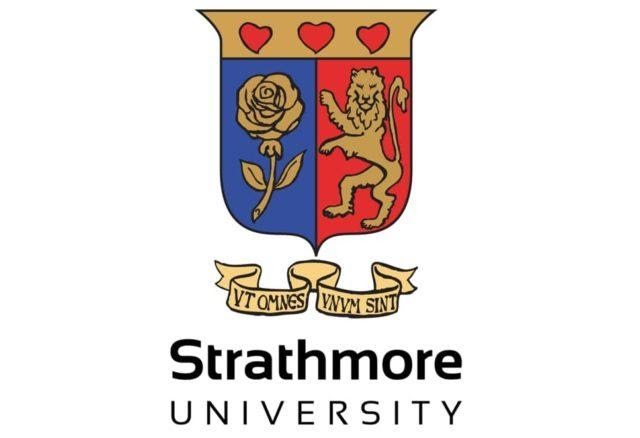 VT OMNES VNVM SINT
Strathmore
UNIVERSITY